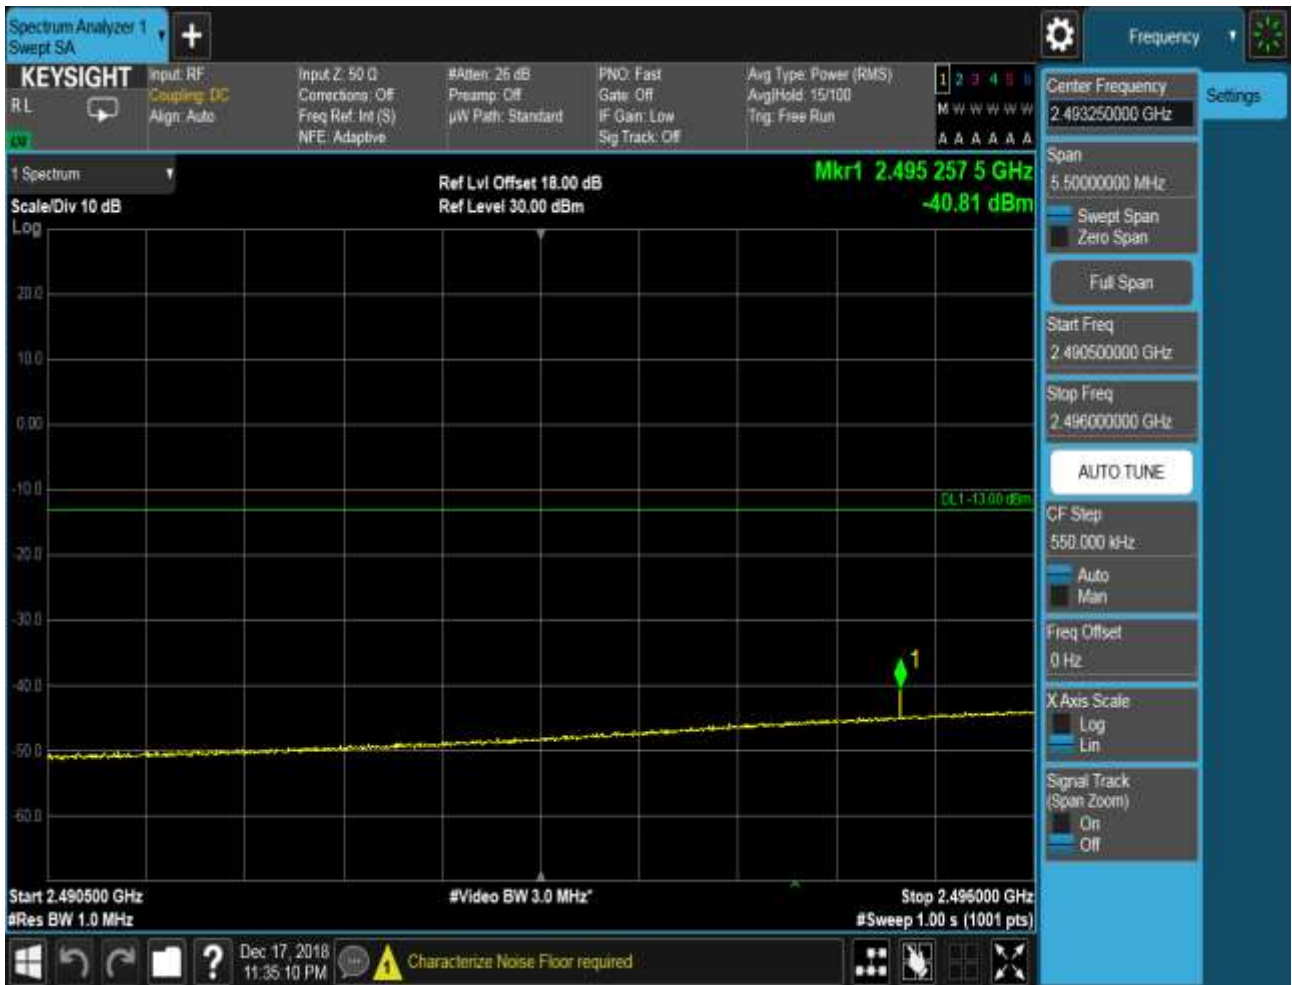 Spectrum Analyzer 1
Swept SA
Frequency
KEYSIGHT
RL
Input: RF
Coupling: DC
Align: Auto
Input Z: 50 Ω
Corrections: Off
Freq Ref: Int (S)
NFE: Adaptive
#Atten: 26 dB
Preamp: Off
µW Path: Standard
PNO: Fast
Gate: Off
IF Gain: Low
Sig Track: Off
Avg Type: Power (RMS)
Avg|Hold: 15/100
Trig: Free Run
1 2 3 4 5 6
M W W W W W
A A A A A A
1 Spectrum
Scale/Div 10 dB
Ref Lvl Offset 18.00 dB
Ref Level 30.00 dBm
Mkr1 2.495 257 5 GHz
-40.81 dBm
Log
20.0
10.0
0.00
-10.0
DL1 -13.00 dBm
-20.0
-30.0
1
-40.0
-50.0
-60.0
Start 2.490500 GHz
#Video BW 3.0 MHz*
Stop 2.496000 GHz
#Res BW 1.0 MHz
#Sweep 1.00 s (1001 pts)
Dec 17, 2018
11:35:10 PM
Characterize Noise Floor required
Center Frequency
2.493250000 GHz
Settings
Span
5.50000000 MHz
Swept Span
Zero Span
Full Span
Start Freq
2.490500000 GHz
Stop Freq
2.496000000 GHz
AUTO TUNE
CF Step
550.000 kHz
Auto
Man
Freq Offset
0 Hz
X Axis Scale
Log
Lin
Signal Track
(Span Zoom)
On
Off